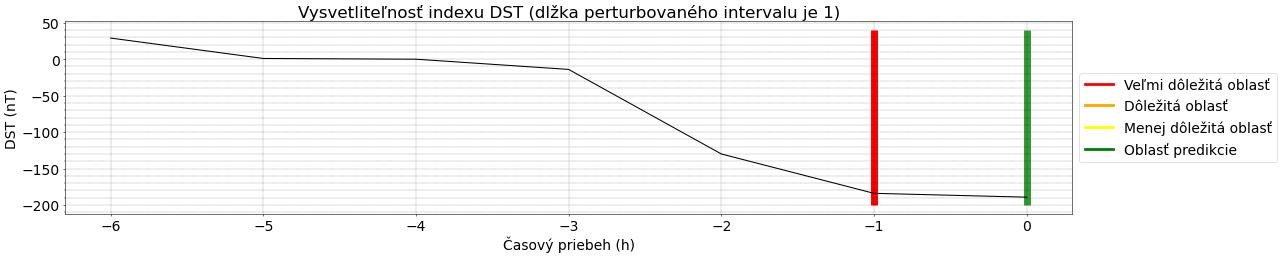 Vysvetliteľnosť indexu DST (dlžka perturbovaného intervalu je 1)
DST (nT)
50
0
−50
−100
−150
−200
−6 −5 −4 −3 −2 −1 0
Časový priebeh (h)
Veľmi dôležitá oblasť
Dôležitá oblasť
Menej dôležitá oblasť
Oblasť predikcie